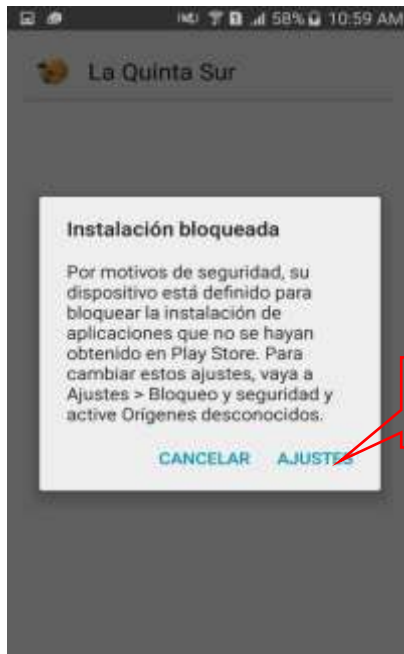 58% 10:59 AM
La Quinta Sur
Instalación bloqueada
Por motivos de seguridad, su
dispositivo está definido para
bloquear la instalación de
aplicaciones que no se hayan
obtenido en Play Store. Para
cambiar estos ajustes, vaya a
Ajustes > Bloqueo y seguridad y
active Orígenes desconocidos.
CANCELAR AJUSTES